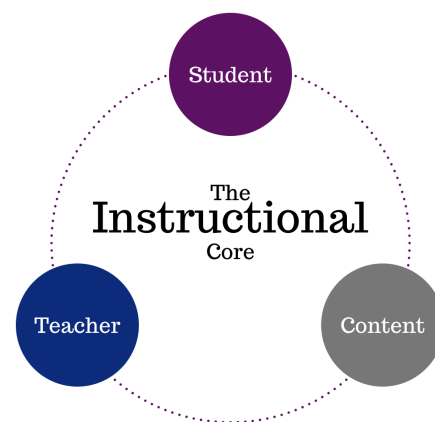 Student
The
Instructional
Core
Teacher
Content